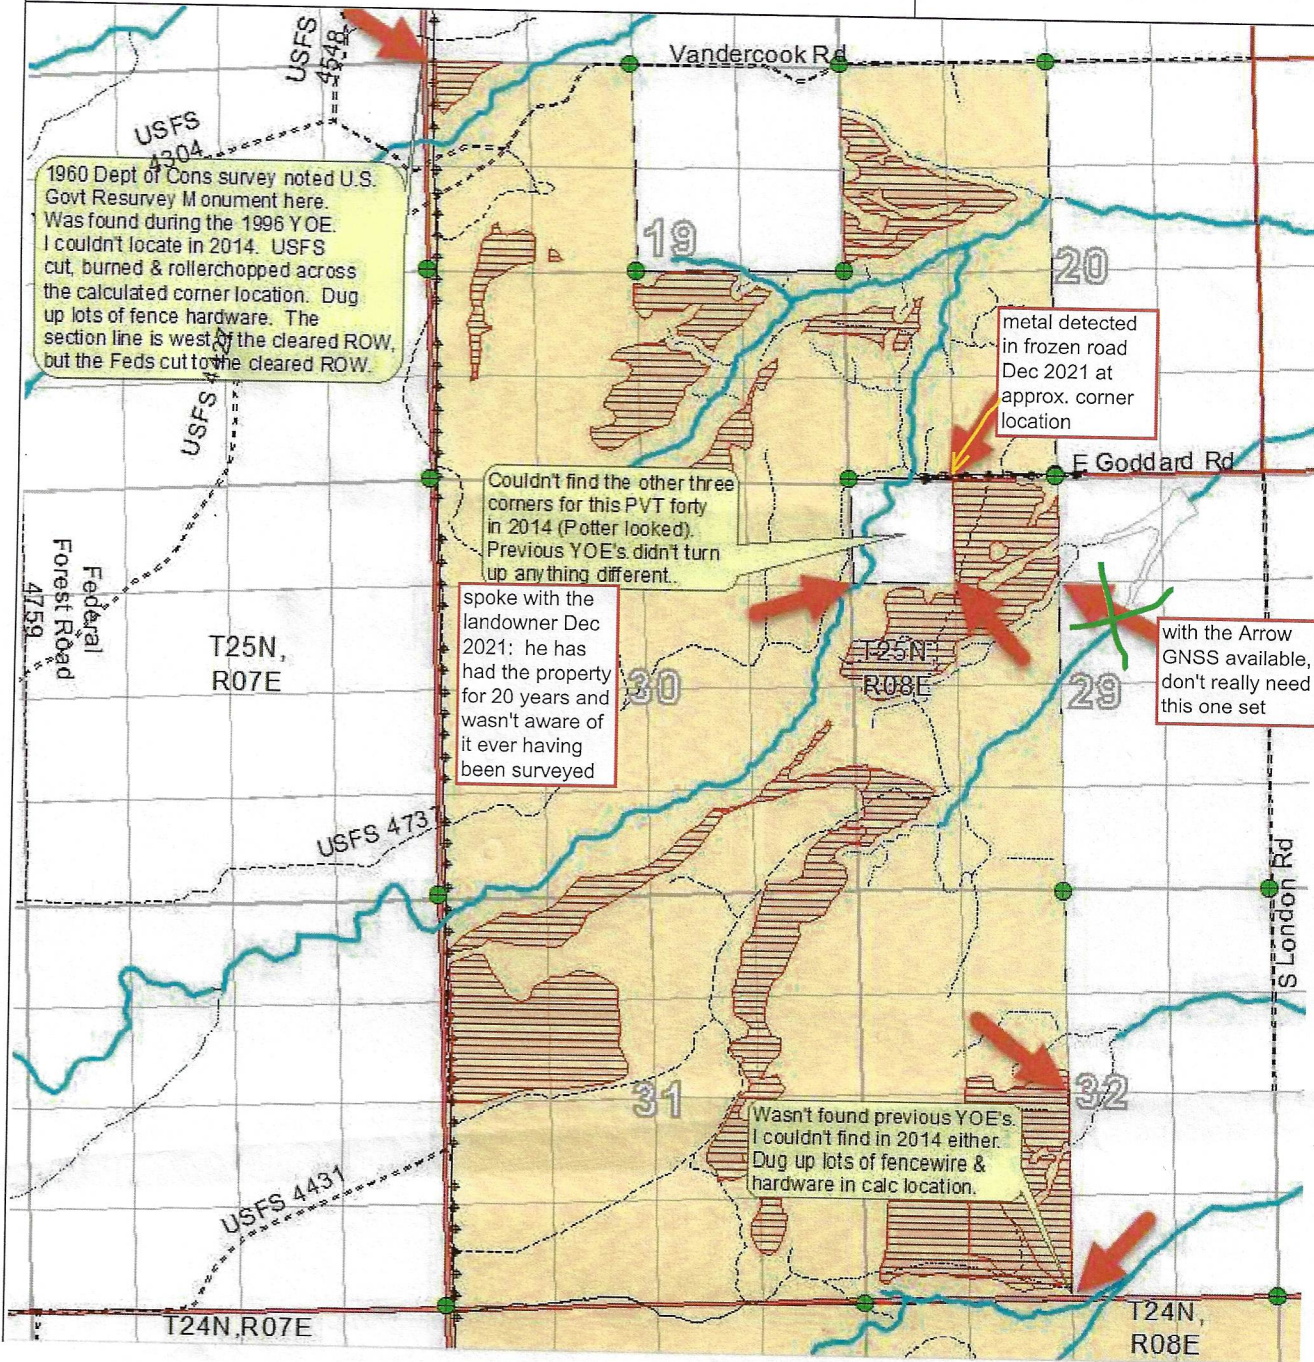 Vandercook Rd
USFS
4548
USFS
4304
1960 Dept of Cons survey noted U.S.
Govt Resurvey Monument here.
Was found during the 1996 YOE.
I couldn't locate in 2014.  USFS
cut, burned & rollerchopped across
the calculated corner location.  Dug
up lots of fence hardware.  The
section line is west of the cleared ROW,
but the Feds cut to the cleared ROW.
19
20
metal detected
in frozen road
Dec 2021 at
approx. corner
location
USFS 4427
E Goddard Rd
Couldn't find the other three
corners for this PVT forty
in 2014 (Potter looked).
Previous YOE's didn't turn
up anything different..
Federal
Forest Road
4759
spoke with the
landowner Dec
2021:  he has
had the property
for 20 years and
wasn't aware of
it ever having
been surveyed
with the Arrow
GNSS available,
don't really need
this one set
T25N,
R07E
30
T25N,
R08E
29
USFS 4737
S London Rd
31
32
Wasn't found previous YOE's.
I couldn't find in 2014 either.
Dug up lots of fencewire &
hardware in calc location.
USFS 4431
T24N,R07E
T24N,
R08E